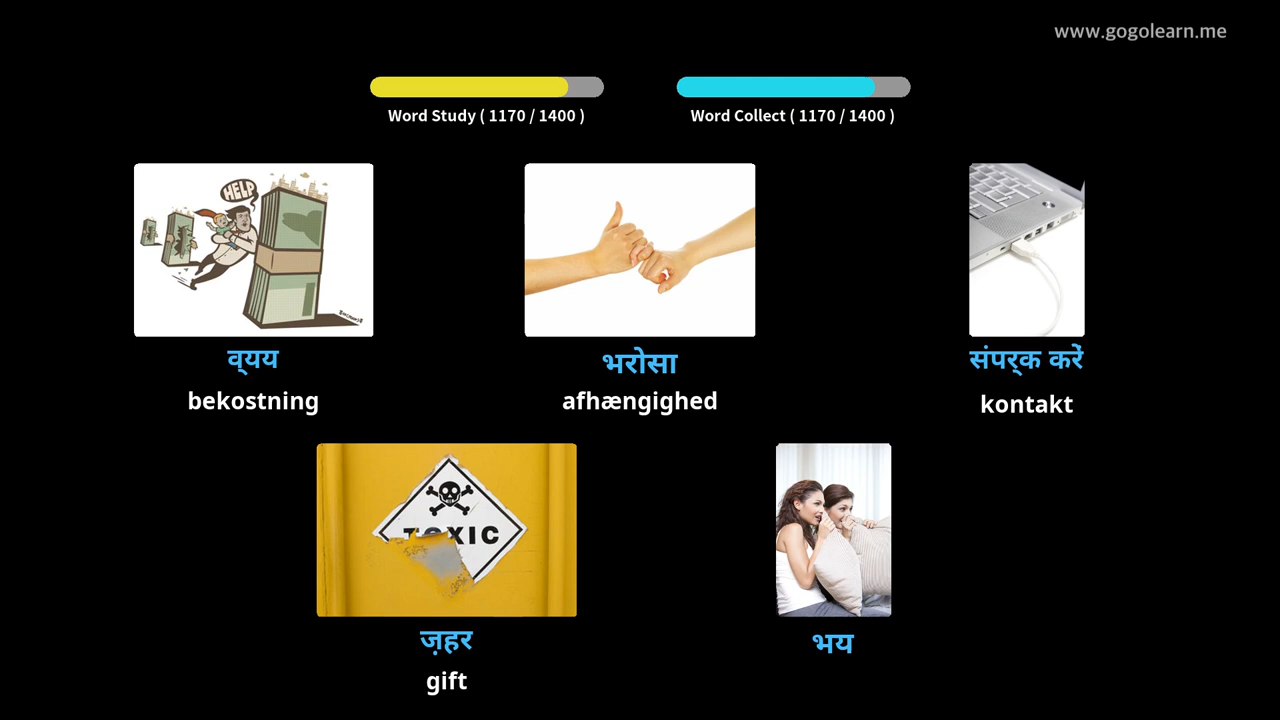 www.gogolearn.me
Word Study ( 1170 / 1400 )
Word Collect ( 1170 / 1400 )
HELP
व्यय
भरोसा
संपर्क करें
bekostning
afhængighed
kontakt
TOXIC
ज़हर
भय
gift